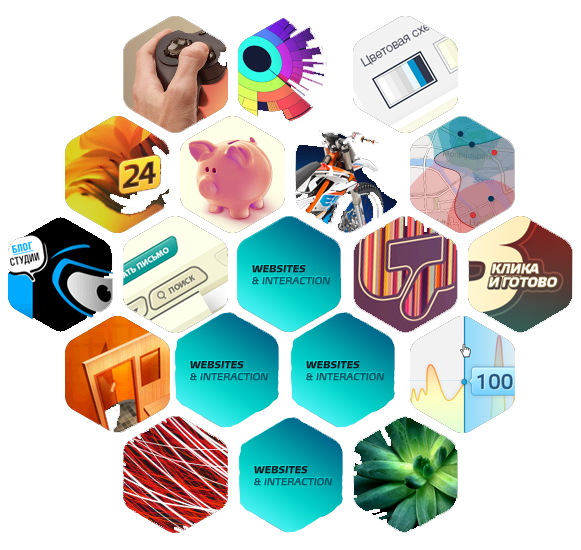 Цветовая схе
24
БЛОГ
СТУДИИ
АТЬ ПИСЬМО
ПОИСК
WEBSITES
& INTERACTION
КЛИКА
И ГОТОВО
WEBSITES
& INTERACTION
WEBSITES
& INTERACTION
100
WEBSITES
& INTERACTION